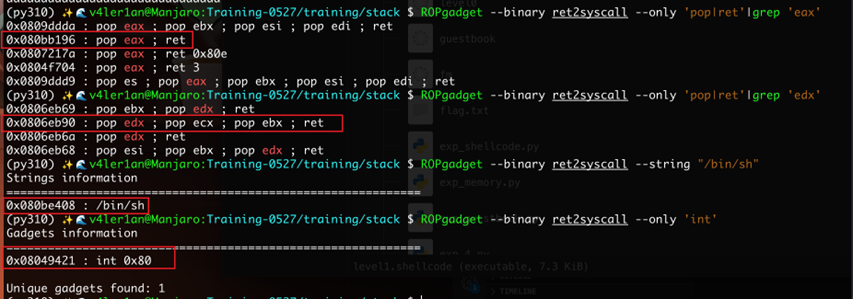 (py310) ✨🌊 v4ler1an@Manjaro:Training-0527/training/stack $ ROPgadget --binary ret2syscall --only 'pop|ret'|grep 'eax'
0x0809ddda : pop eax ; pop ebx ; pop esi ; pop edi ; ret
0x080bb196 : pop eax ; ret
0x0807217a : pop eax ; ret 0x80e
0x0804f704 : pop eax ; ret 3
0x0809ddd9 : pop es ; pop eax ; pop ebx ; pop esi ; pop edi ; ret
(py310) ✨🌊 v4ler1an@Manjaro:Training-0527/training/stack $ ROPgadget --binary ret2syscall --only 'pop|ret'|grep 'edx'
0x0806eb69 : pop ebx ; pop edx ; ret
0x0806eb90 : pop edx ; pop ecx ; pop ebx ; ret
0x0806eb6a : pop edx ; ret
0x0806eb68 : pop esi ; pop ebx ; pop edx ; ret
(py310) ✨🌊 v4ler1an@Manjaro:Training-0527/training/stack $ ROPgadget --binary ret2syscall --string "/bin/sh"
Strings information
============================================================
0x080be408 : /bin/sh
(py310) ✨🌊 v4ler1an@Manjaro:Training-0527/training/stack $ ROPgadget --binary ret2syscall --only 'int'
Gadgets information
============================================================
0x08049421 : int 0x80
level1.shellcode (executable, 7.3 KiB)
Unique gadgets found: 1
guestbook
flag.txt
exp_shellcode.py
exp_memory.py
TIMELINE